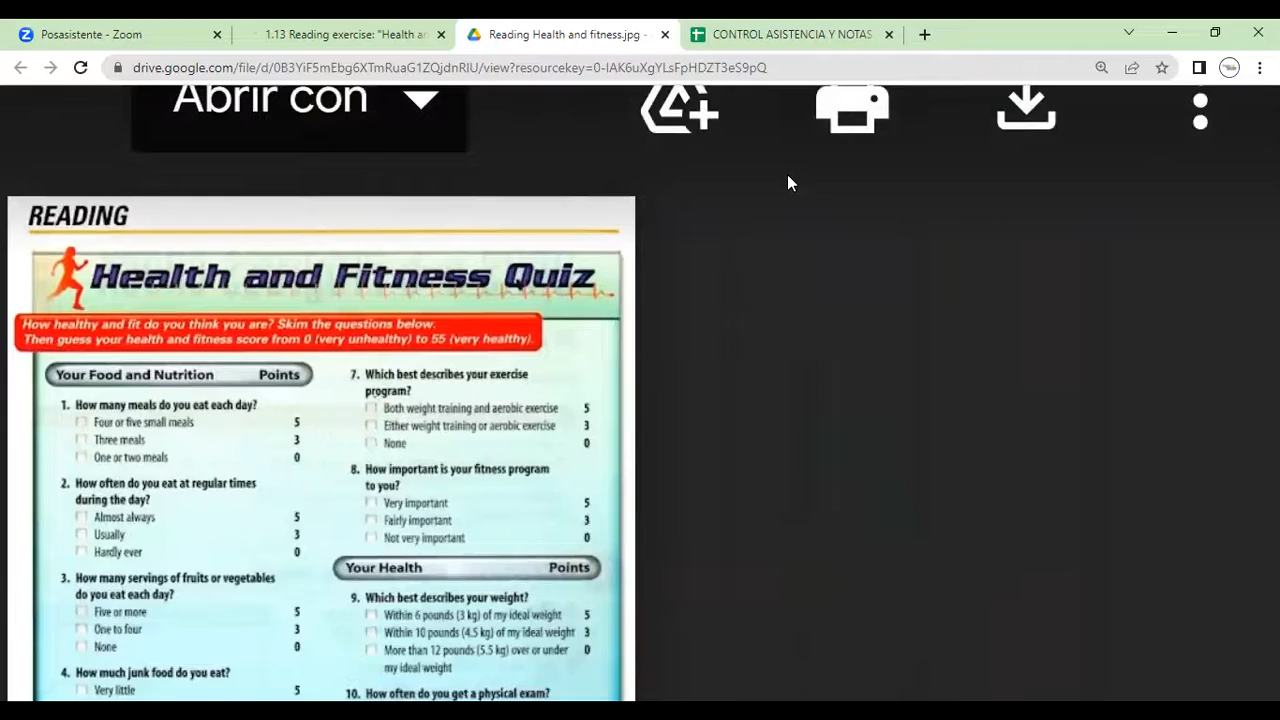 Posasistente - Zoom
1.13 Reading exercise: "Health an
Reading Health and fitness.jpg -
CONTROL ASISTENCIA Y NOTAS
drive.google.com/file/d/0B3YiF5mEbg6XTmRuaG1ZQjdnRlU/view?resourcekey=0-IAK6uXgYLsFpHDZT3eS9pQ
Abrir con
READING
Health and Fitness Quiz
How healthy and fit do you think you are? Skim the questions below.
Then guess your health and fitness score from 0 (very unhealthy) to 55 (very healthy).
Your Food and Nutrition Points
1. How many meals do you eat each day?
Four or five small meals 5
Three meals 3
One or two meals 0
2. How often do you eat at regular times
during the day?
Almost always 5
Usually 3
Hardly ever 0
3. How many servings of fruits or vegetables
do you eat each day?
Five or more 5
One to four 3
None 0
4. How much junk food do you eat?
Very little 5
7. Which best describes your exercise
program?
Both weight training and aerobic exercise 5
Either weight training or aerobic exercise 3
None 0
8. How important is your fitness program
to you?
Very important 5
Fairly important 3
Not very important 0
Your Health Points
9. Which best describes your weight?
Within 6 pounds (3 kg) of my ideal weight 5
Within 10 pounds (4.5 kg) of my ideal weight 3
More than 12 pounds (5.5 kg) over or under 0
my ideal weight
10. How often do you get a physical exam?